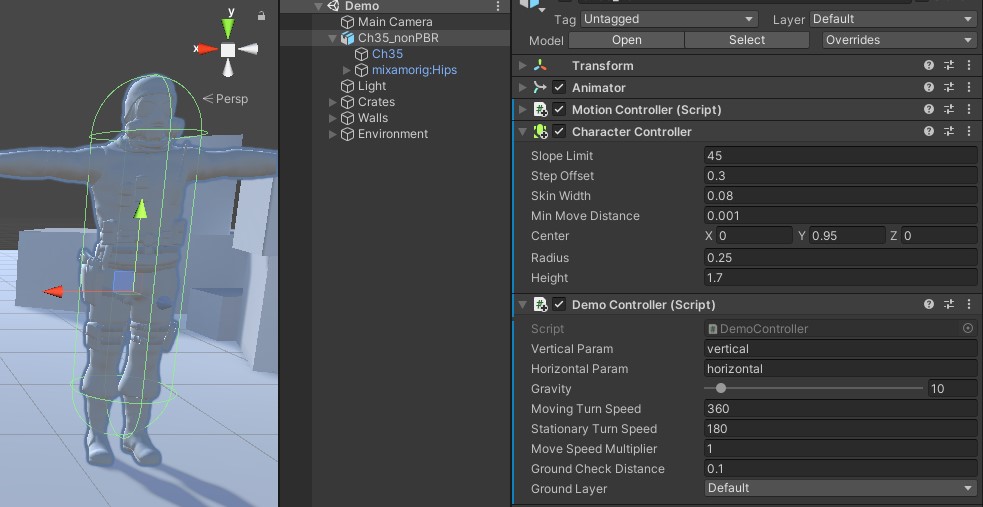 y
x
Persp
Demo
Main Camera
Ch35_nonPBR
Ch35
mixamorig:Hips
Light
Crates
Walls
Environment
Tag Untagged Layer Default
Model Open Select Overrides
Transform
Animator
Motion Controller (Script)
Character Controller
Slope Limit 45
Step Offset 0.3
Skin Width 0.08
Min Move Distance 0.001
Center X 0 Y 0.95 Z 0
Radius 0.25
Height 1.7
Demo Controller (Script)
Script DemoController
Vertical Param vertical
Horizontal Param horizontal
Gravity 10
Moving Turn Speed 360
Stationary Turn Speed 180
Move Speed Multiplier 1
Ground Check Distance 0.1
Ground Layer Default